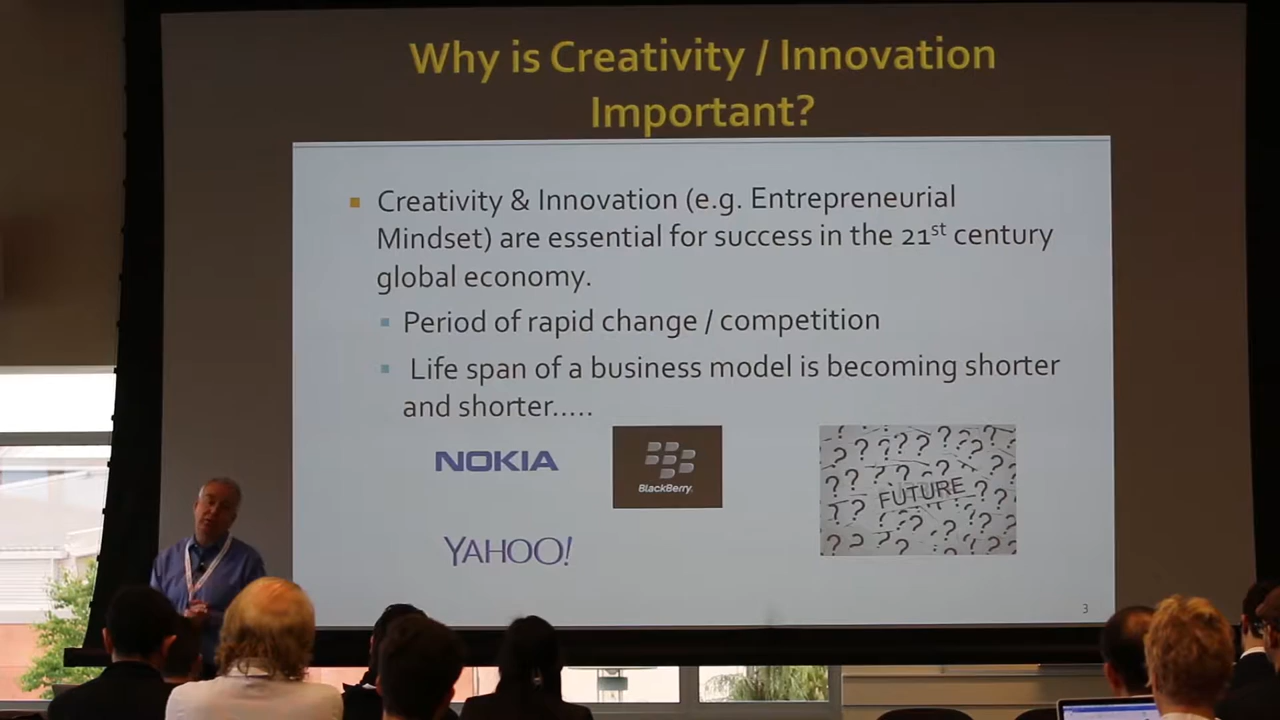 Why is Creativity / Innovation
Important?
Creativity & Innovation (e.g. Entrepreneurial
Mindset) are essential for success in the 21st century
global economy.
Period of rapid change / competition
Life span of a business model is becoming shorter
and shorter.....
NOKIA
BlackBerry
YAHOO!
? ? ? FUTURE ? ? ?
3